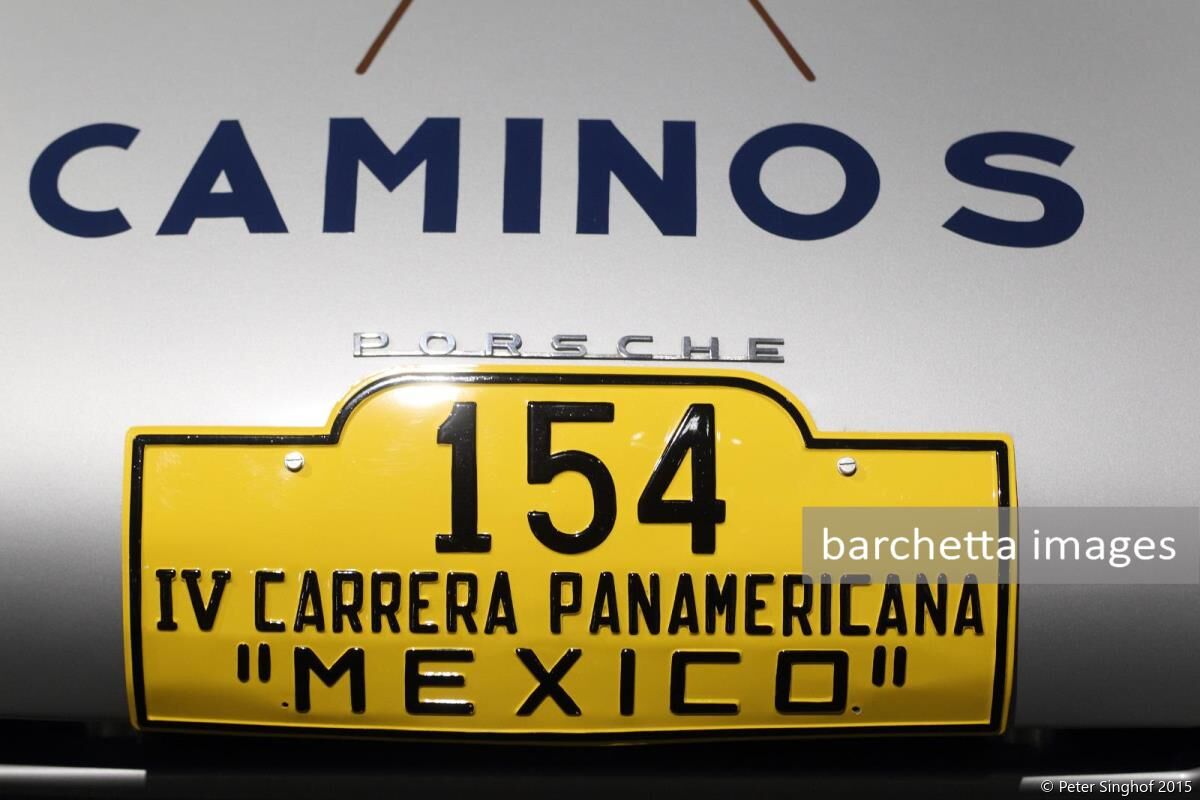 CAMINOS
PORSCHE
154
barchetta images
IV CARRERA PANAMERICANA
"MEXICO"
© Peter Singhof 2015